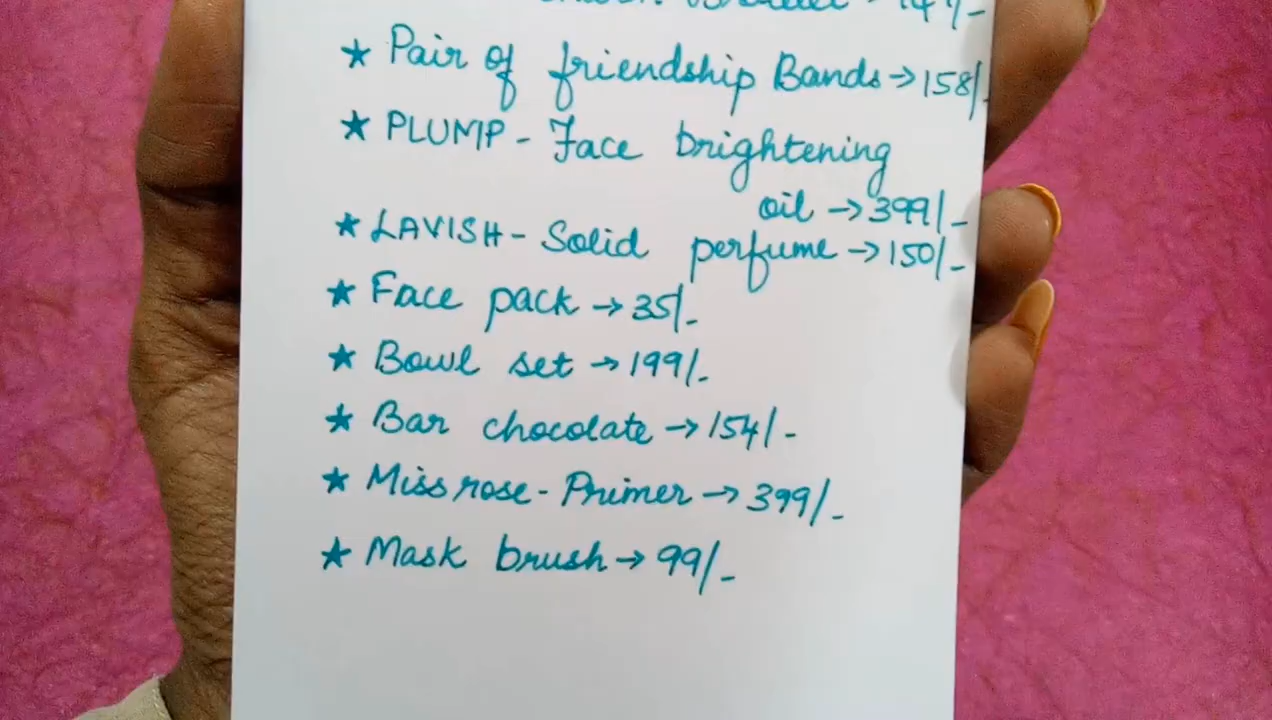 ★ Pair of friendship Bands → 158/-
★ PLUMP - Face brightening
oil → 399/-
★ LAVISH - Solid perfume → 150/-
★ Face pack → 35/-
★ Bowl set → 199/-
★ Bar chocolate → 154/-
★ Miss rose - Primer → 399/-
★ Mask brush → 99/-